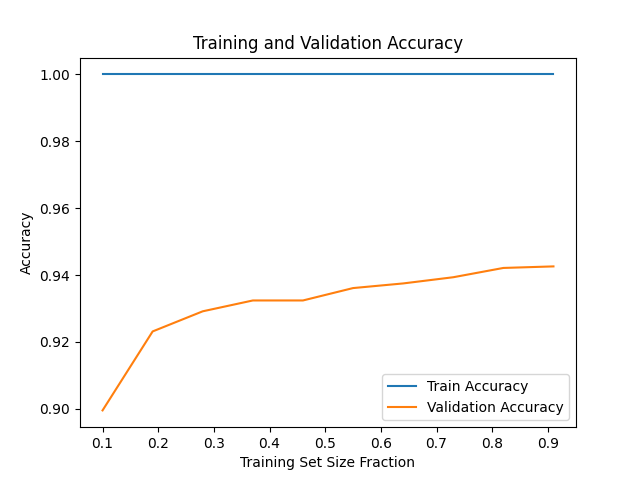 Training and Validation Accuracy
1.00
0.98
0.96
0.94
0.92
0.90
Accuracy
Train Accuracy
Validation Accuracy
0.1 0.2 0.3 0.4 0.5 0.6 0.7 0.8 0.9
Training Set Size Fraction